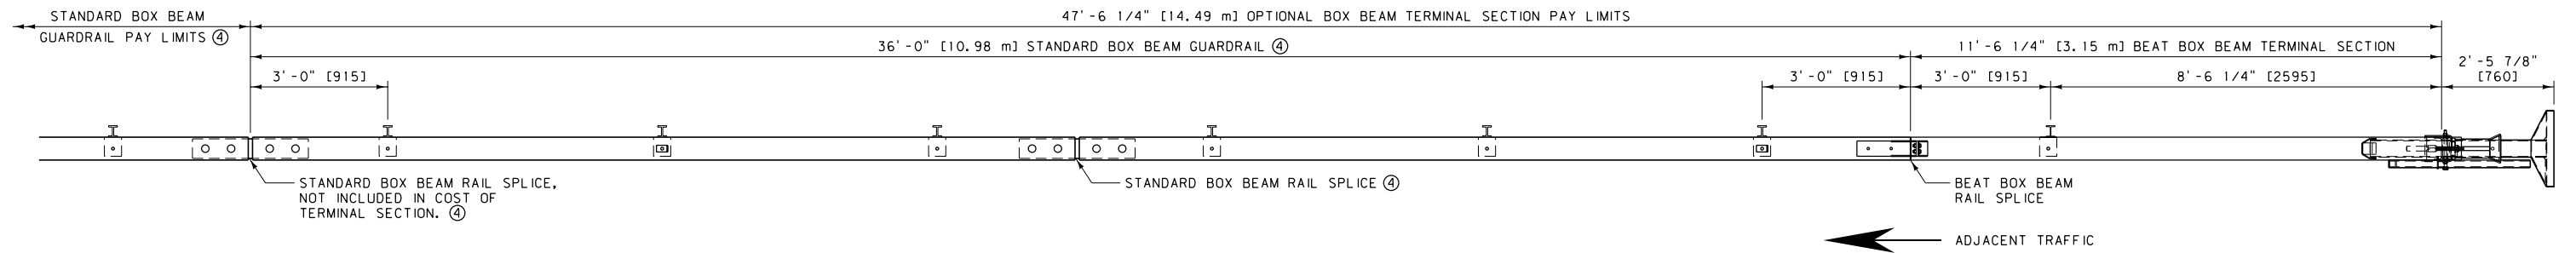 STANDARD BOX BEAM
GUARDRAIL PAY LIMITS ④
47'-6 1/4" [14.49 m] OPTIONAL BOX BEAM TERMINAL SECTION PAY LIMITS
36'-0" [10.98 m] STANDARD BOX BEAM GUARDRAIL ④
11'-6 1/4" [3.15 m] BEAT BOX BEAM TERMINAL SECTION
3'-0" [915]
3'-0" [915]
3'-0" [915]
8'-6 1/4" [2595]
2'-5 7/8"
[760]
STANDARD BOX BEAM RAIL SPLICE,
NOT INCLUDED IN COST OF
TERMINAL SECTION. ④
STANDARD BOX BEAM RAIL SPLICE ④
BEAT BOX BEAM
RAIL SPLICE
ADJACENT TRAFFIC